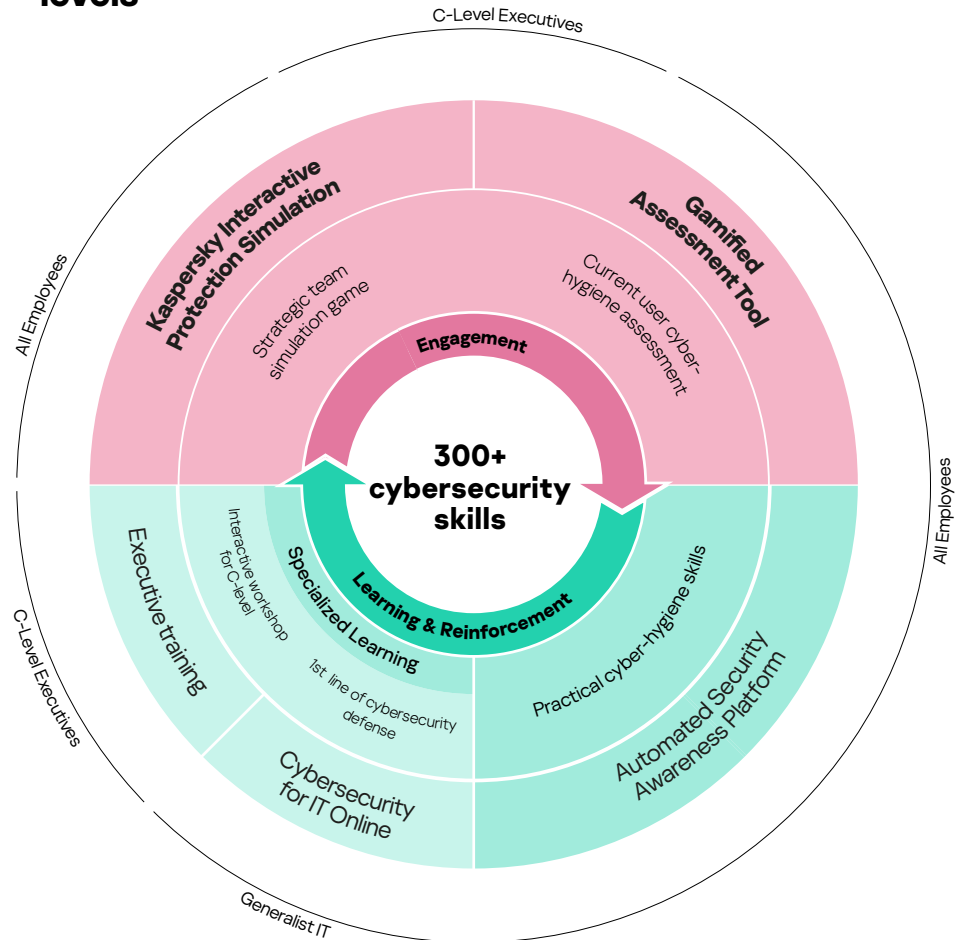 levels
C-Level Executives
All Employees
Kaspersky Interactive
Protection Simulation
Gamified
Assessment Tool
Strategic team
simulation game
Current user cyber-
hygiene assessment
Engagement
300+
cybersecurity
skills
All Employees
Learning & Reinforcement
Specialized Learning
Interactive workshop
for C-level
1st line of cybersecurity
defense
Practical cyber-hygiene skills
Executive training
Cybersecurity
for IT Online
Automated Security
Awareness Platform
C-Level Executives
Generalist IT